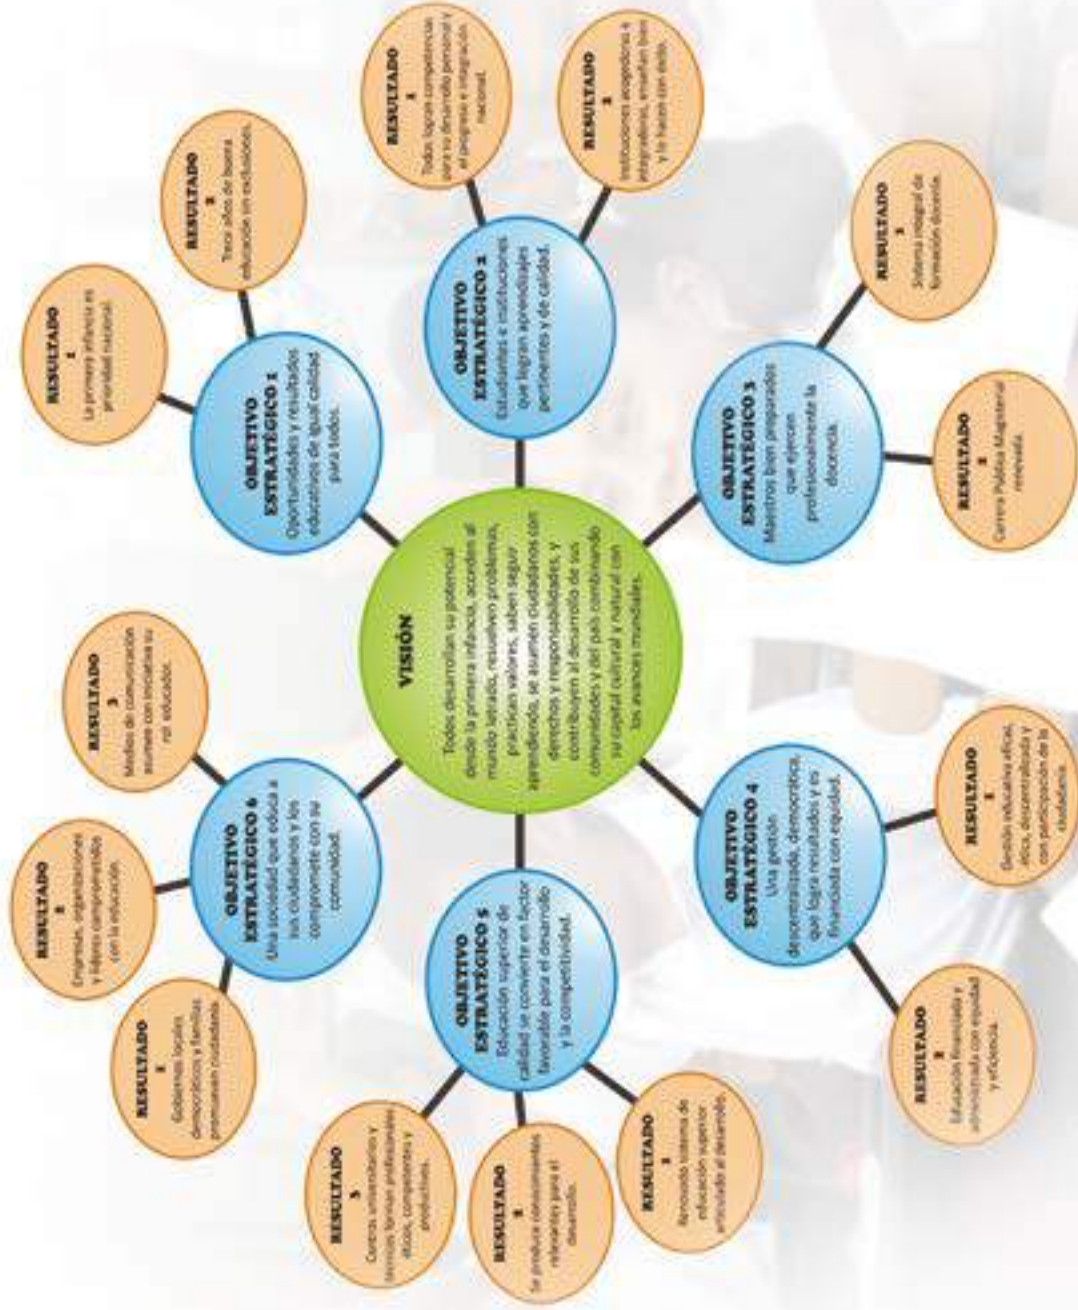 VISIÓN
Todos desarrollan su potencial
desde la primera infancia, acceden al
mundo letrado, resuelven problemas,
practican valores, saben seguir
aprendiendo, se asumen ciudadanos con
derechos y responsabilidades, y
contribuyen al desarrollo de sus
comunidades y del país combinando
su capital cultural y natural con
los avances mundiales.
OBJETIVO
ESTRATÉGICO 1
Oportunidades y resultados
educativos de igual calidad
para todos.
RESULTADO
1
La primera infancia es
prioridad nacional.
RESULTADO
2
Trece años de buena
educación sin exclusiones.
OBJETIVO
ESTRATÉGICO 2
Estudiantes e instituciones
que logran aprendizajes
pertinentes y de calidad.
RESULTADO
1
Todos logran competencias
para su desarrollo personal y
el progreso e integración
nacional.
RESULTADO
2
Instituciones acogedoras e
integradoras, enseñan bien
y lo hacen con éxito.
OBJETIVO
ESTRATÉGICO 3
Maestros bien preparados
que ejercen
profesionalmente la
docencia.
RESULTADO
1
Sistema integral de
formación docente.
RESULTADO
2
Carrera Pública Magisterial
renovada.
OBJETIVO
ESTRATÉGICO 4
Una gestión
descentralizada, democrática,
que logra resultados y es
financiada con equidad.
RESULTADO
1
Gestión educativa eficaz,
ética, descentralizada y
con participación de la
ciudadanía.
RESULTADO
2
Educación financiada y
administrada con equidad
y eficiencia.
OBJETIVO
ESTRATÉGICO 5
Educación superior de
calidad se convierte en factor
favorable para el desarrollo
y la competitividad.
RESULTADO
1
Renovado sistema de
educación superior
articulado al desarrollo.
RESULTADO
2
Se produce conocimientos
relevantes para el
desarrollo.
RESULTADO
3
Centros universitarios y
técnicos forman profesionales
éticos, competentes y
productivos.
OBJETIVO
ESTRATÉGICO 6
Una sociedad que educa a
sus ciudadanos y los
compromete con su
comunidad.
RESULTADO
1
Gobiernos locales
democráticos y familias
promueven ciudadanía.
RESULTADO
2
Empresas, organizaciones
y líderes comprometidos
con la educación.
RESULTADO
3
Medios de comunicación
asumen con iniciativa su
rol educador.